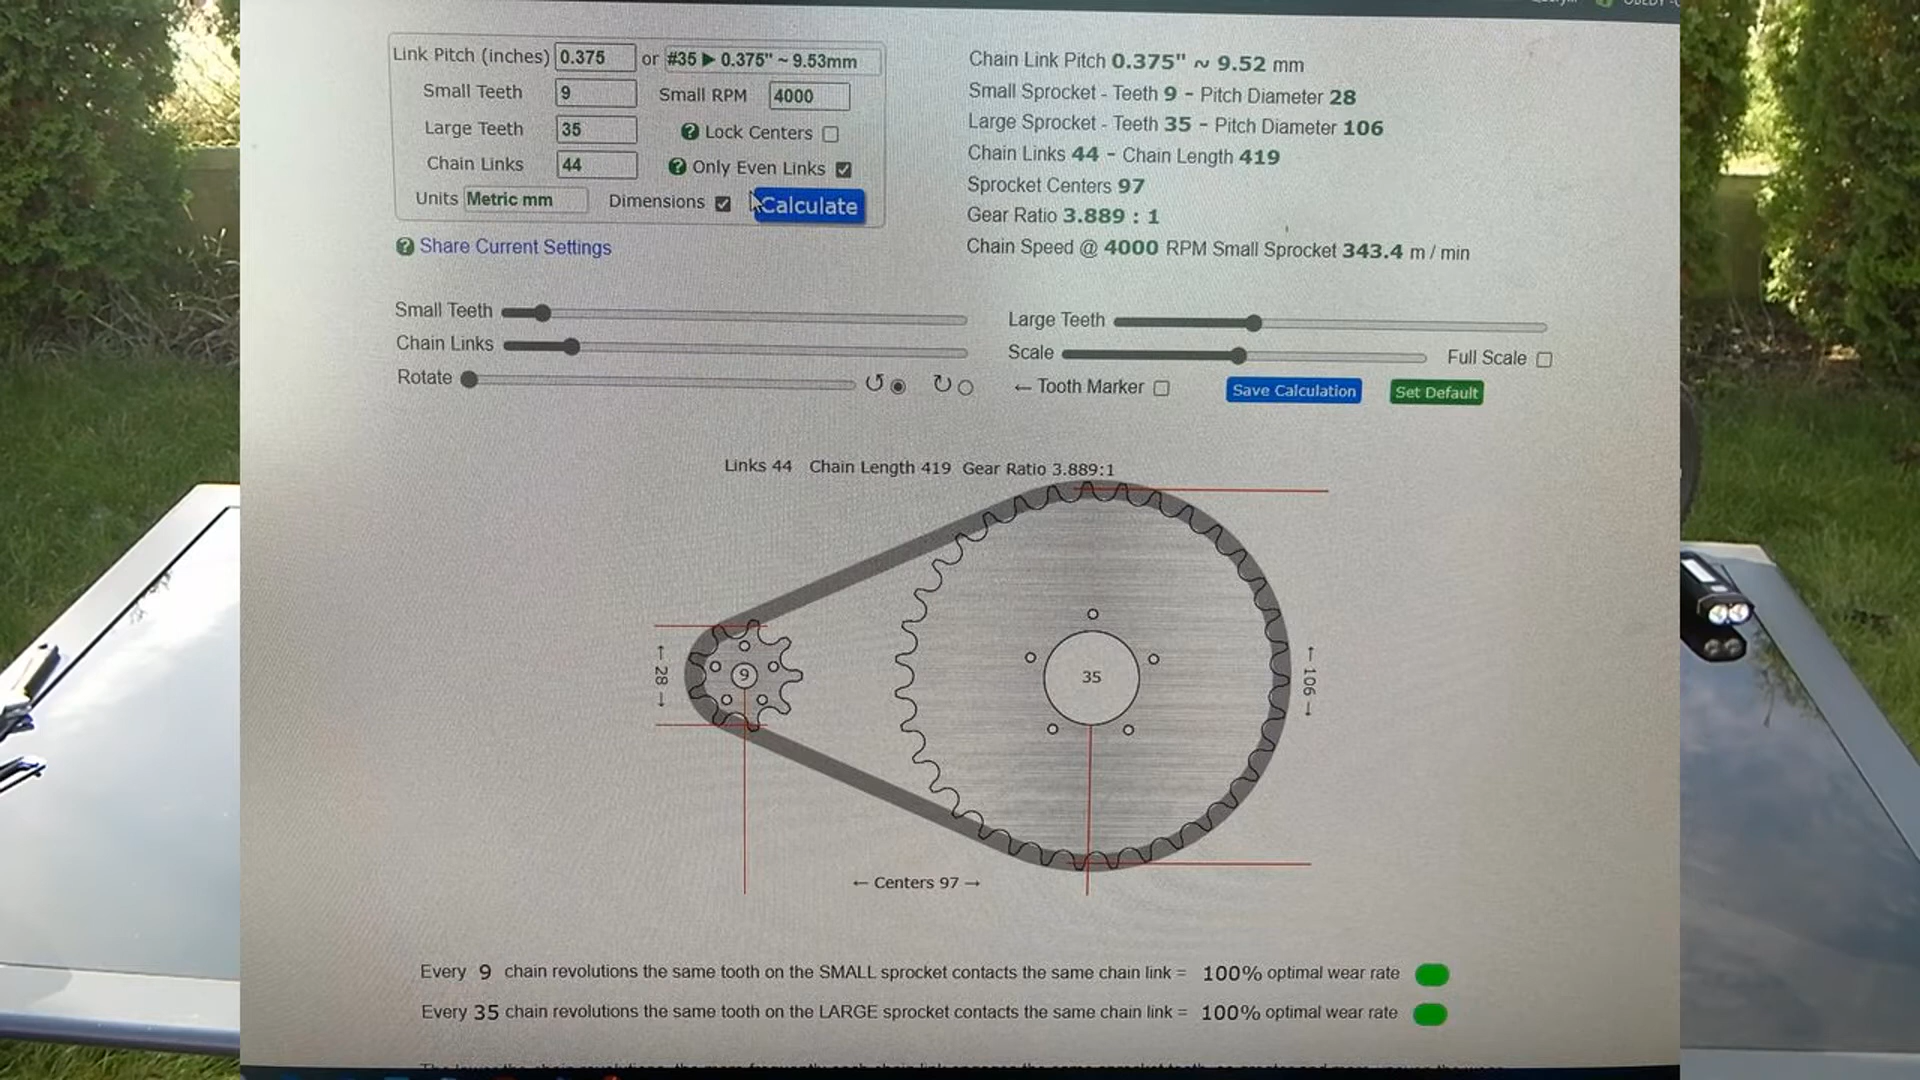 Link Pitch (inches) 0.375 or #35 ▶ 0.375" ~ 9.53mm
Small Teeth 9 Small RPM 4000
Large Teeth 35 ? Lock Centers
Chain Links 44 ? Only Even Links
Units Metric mm Dimensions Calculate
? Share Current Settings
Chain Link Pitch 0.375" ~ 9.52 mm
Small Sprocket - Teeth 9 - Pitch Diameter 28
Large Sprocket - Teeth 35 - Pitch Diameter 106
Chain Links 44 - Chain Length 419
Sprocket Centers 97
Gear Ratio 3.889 : 1
Chain Speed @ 4000 RPM Small Sprocket 343.4 m / min
Small Teeth
Chain Links
Rotate ↺ ↻
Large Teeth
Scale Full Scale
← Tooth Marker Save Calculation Set Default
Links 44 Chain Length 419 Gear Ratio 3.889:1
← 28 →
9
35
← 106 →
← Centers 97 →
Every 9 chain revolutions the same tooth on the SMALL sprocket contacts the same chain link = 100% optimal wear rate
Every 35 chain revolutions the same tooth on the LARGE sprocket contacts the same chain link = 100% optimal wear rate